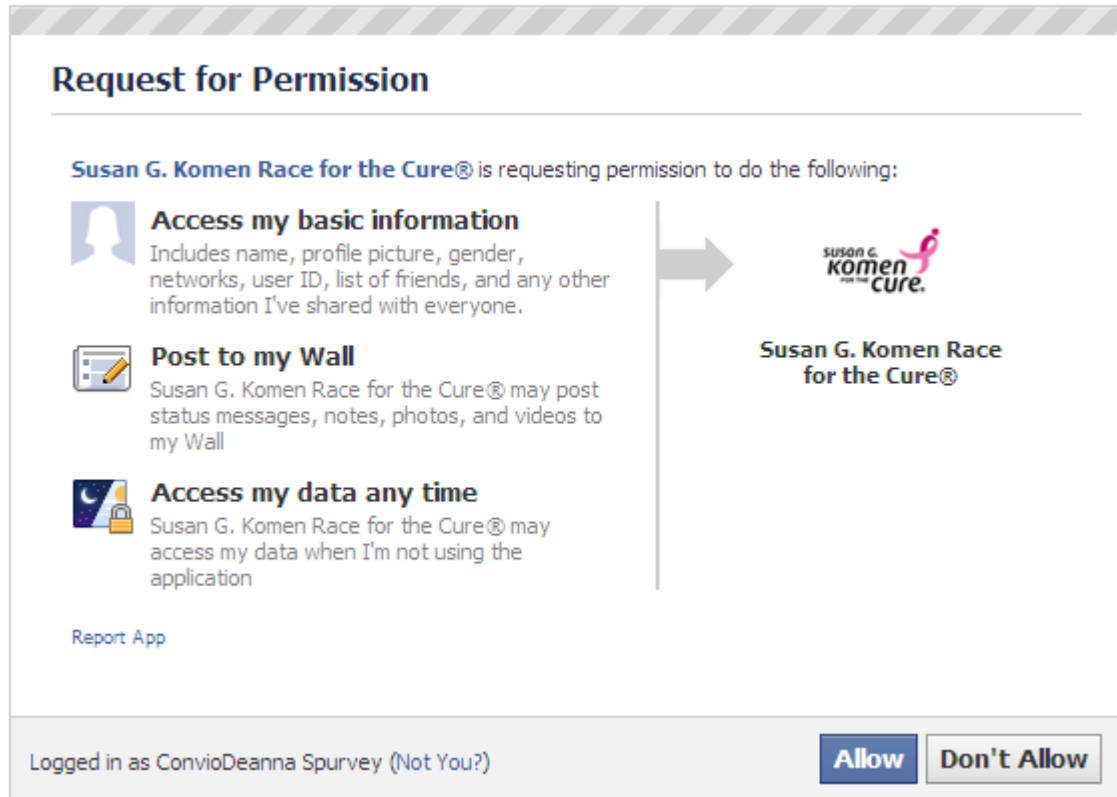 Request for Permission
Susan G. Komen Race for the Cure® is requesting permission to do the following:
Access my basic information
Includes name, profile picture, gender,
networks, user ID, list of friends, and any other
information I've shared with everyone.
Post to my Wall
Susan G. Komen Race for the Cure® may post
status messages, notes, photos, and videos to
my Wall
Access my data any time
Susan G. Komen Race for the Cure® may
access my data when I'm not using the
application
Report App
susan g.
komen
FOR THE cure.
Susan G. Komen Race
for the Cure®
Logged in as ConvioDeanna Spurvey (Not You?)
Allow
Don't Allow